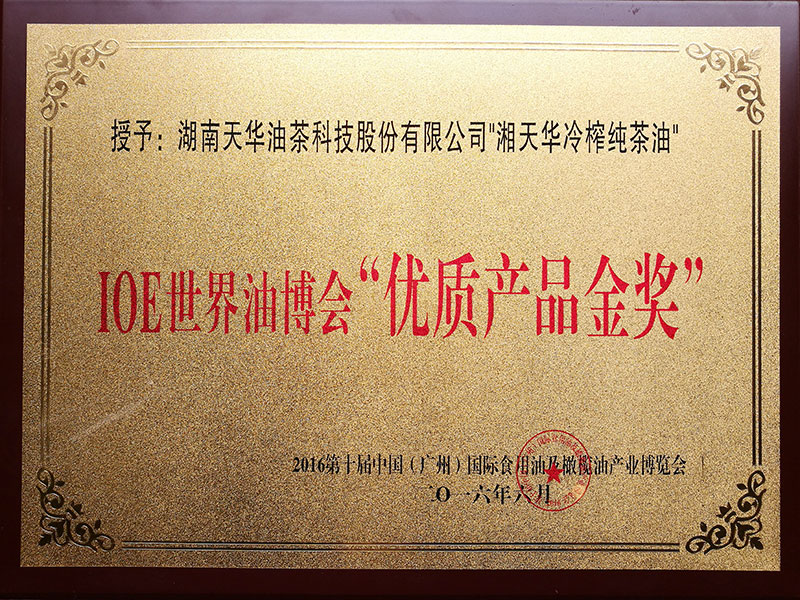 授予：湖南天华油茶科技股份有限公司"湘天华冷榨纯茶油"
IOE世界油博会“优质产品金奖”
2016第十届中国（广州）国际食用油及橄榄油产业博览会
二〇一六年六月